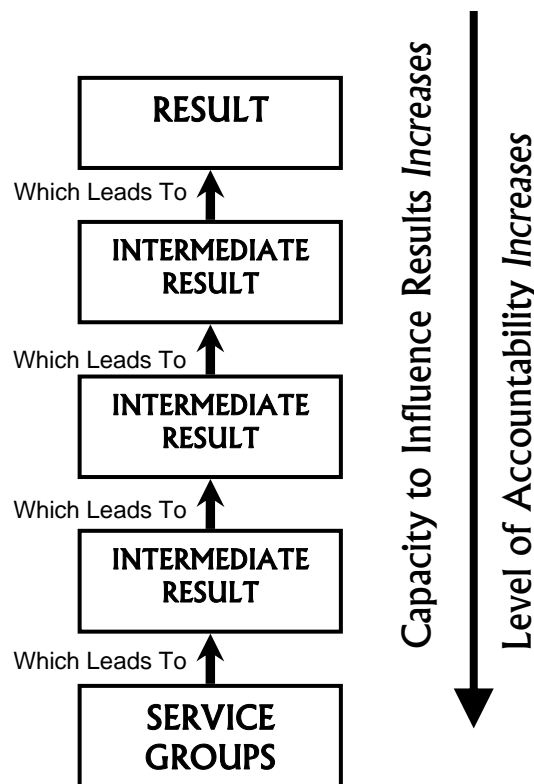 RESULT
Which Leads To
INTERMEDIATE
RESULT
Which Leads To
INTERMEDIATE
RESULT
Which Leads To
INTERMEDIATE
RESULT
Which Leads To
SERVICE
GROUPS
Capacity to Influence Results Increases
Level of Accountability Increases